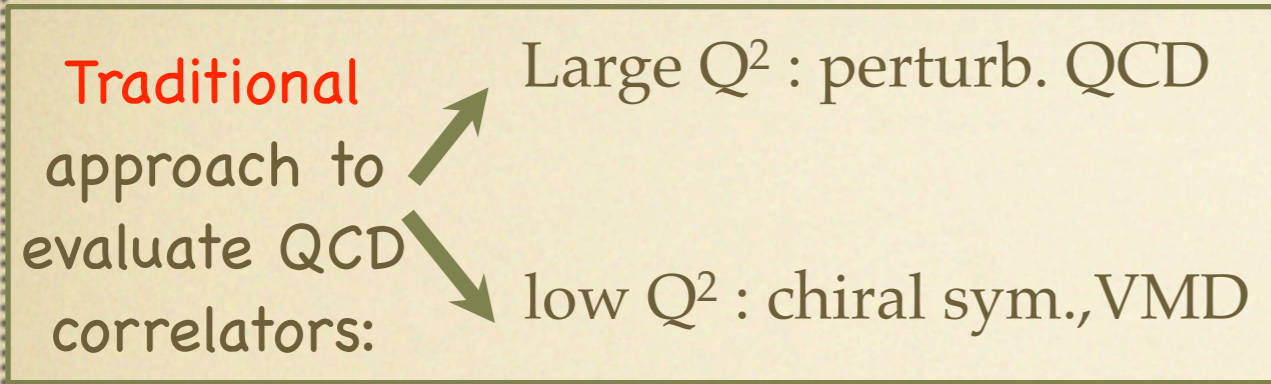 Traditional
approach to
evaluate QCD
correlators:
Large Q² : perturb. QCD
low Q² : chiral sym.,VMD